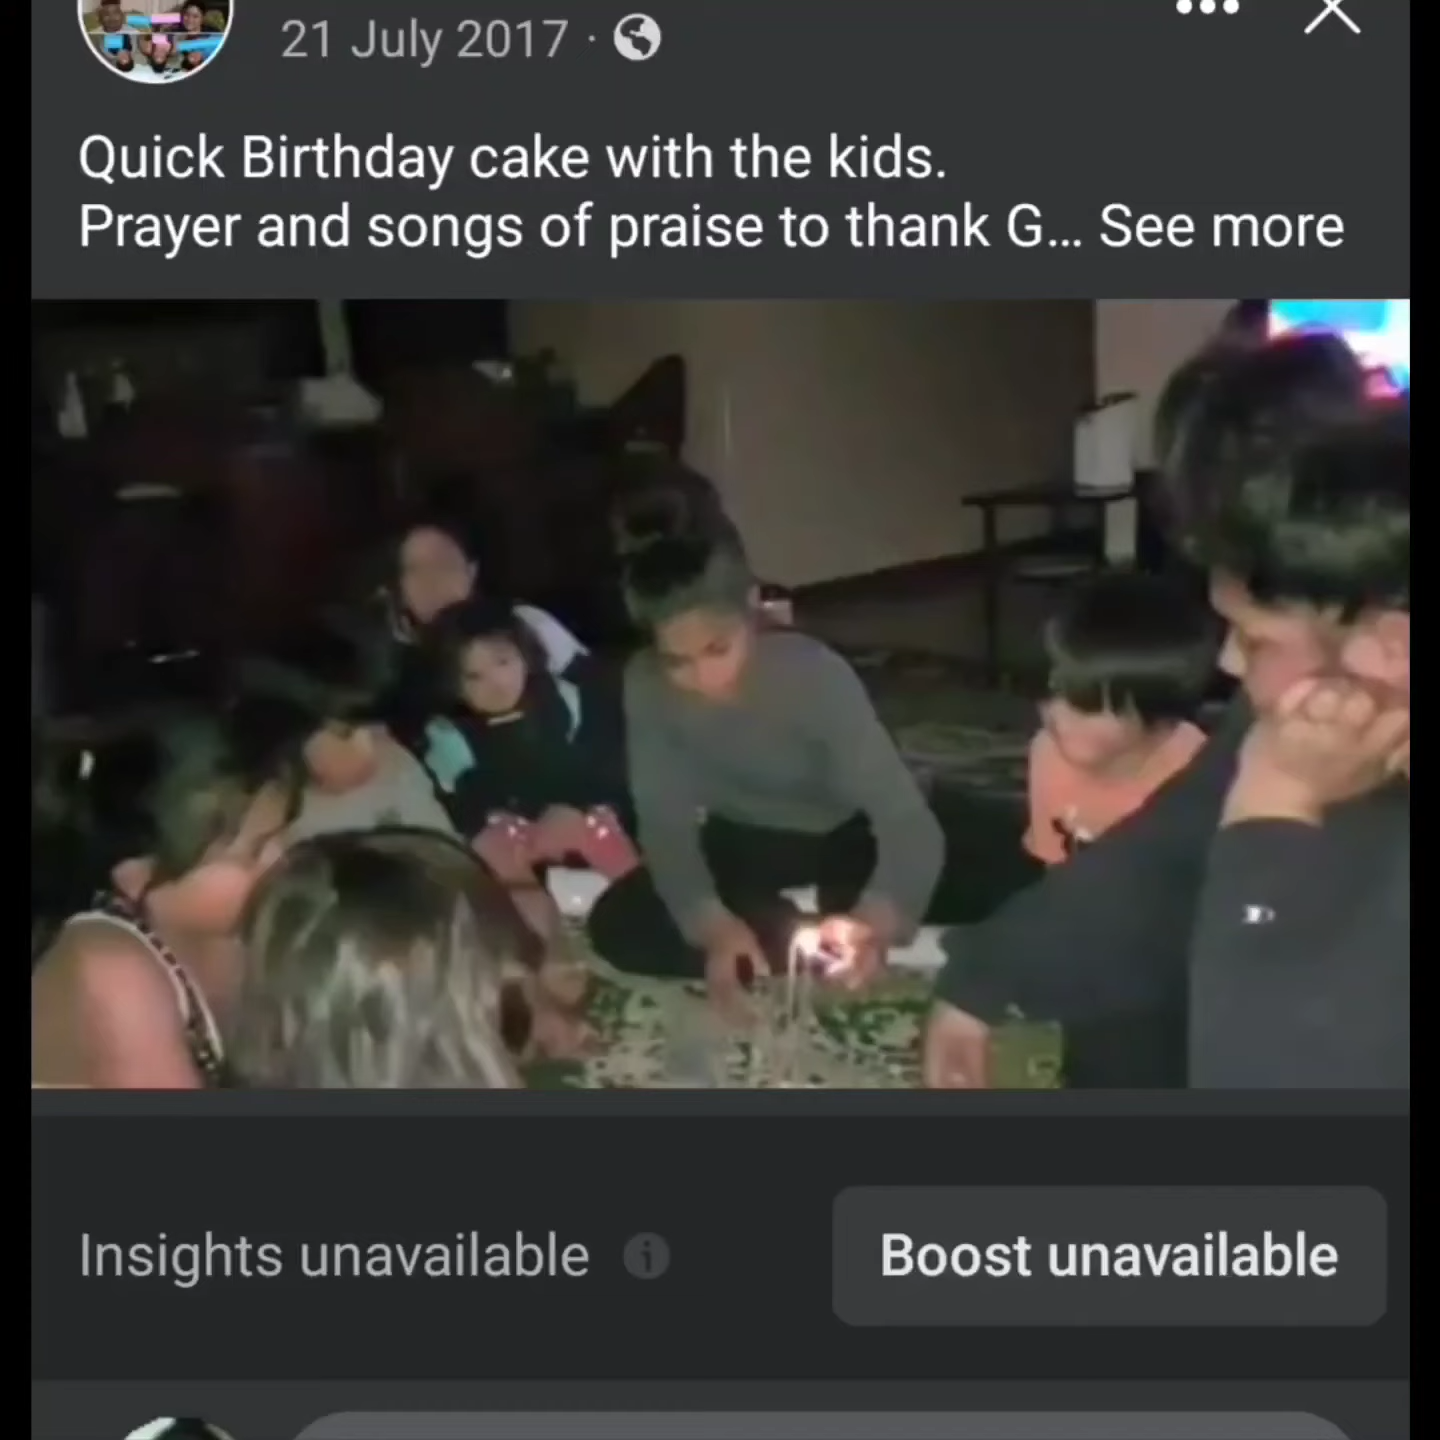 21 July 2017 ·
Quick Birthday cake with the kids.
Prayer and songs of praise to thank G... See more
Insights unavailable
Boost unavailable